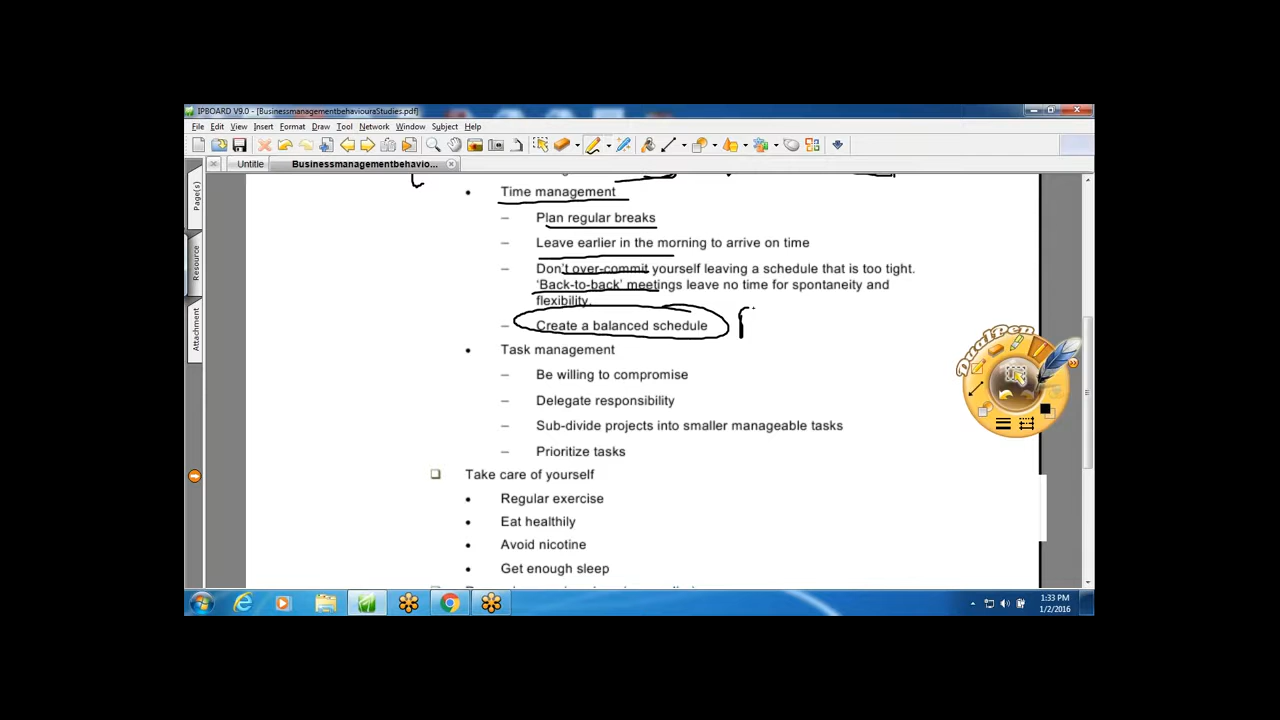 IPBOARD V9.0 - [BusinessmanagementbehaviouraStudies.pdf]
File Edit View Insert Format Draw Tool Network Window Subject Help
Untitle Businessmanagementbehavio...
Page(s)
Resource
Attachment
• Time management
– Plan regular breaks
– Leave earlier in the morning to arrive on time
– Don't over-commit yourself leaving a schedule that is too tight.
'Back-to-back' meetings leave no time for spontaneity and
flexibility.
– Create a balanced schedule
• Task management
– Be willing to compromise
– Delegate responsibility
– Sub-divide projects into smaller manageable tasks
– Prioritize tasks
Take care of yourself
• Regular exercise
• Eat healthily
• Avoid nicotine
• Get enough sleep
DualPen
1:33 PM
1/2/2016